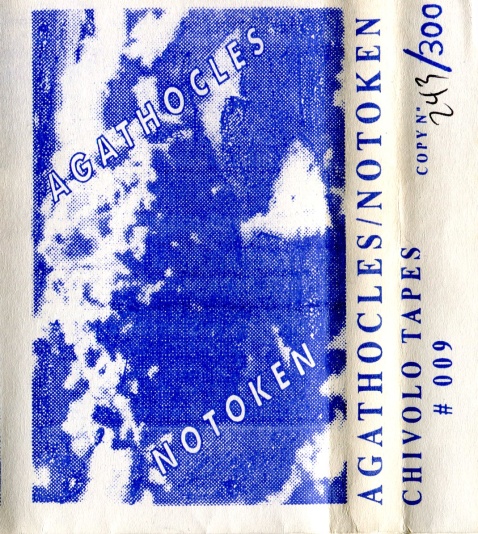 AGATHOCLES
NOTOKEN
AGATHOCLES/NOTOKEN
CHIVOLO TAPES
# 009
COPY N° 243/300